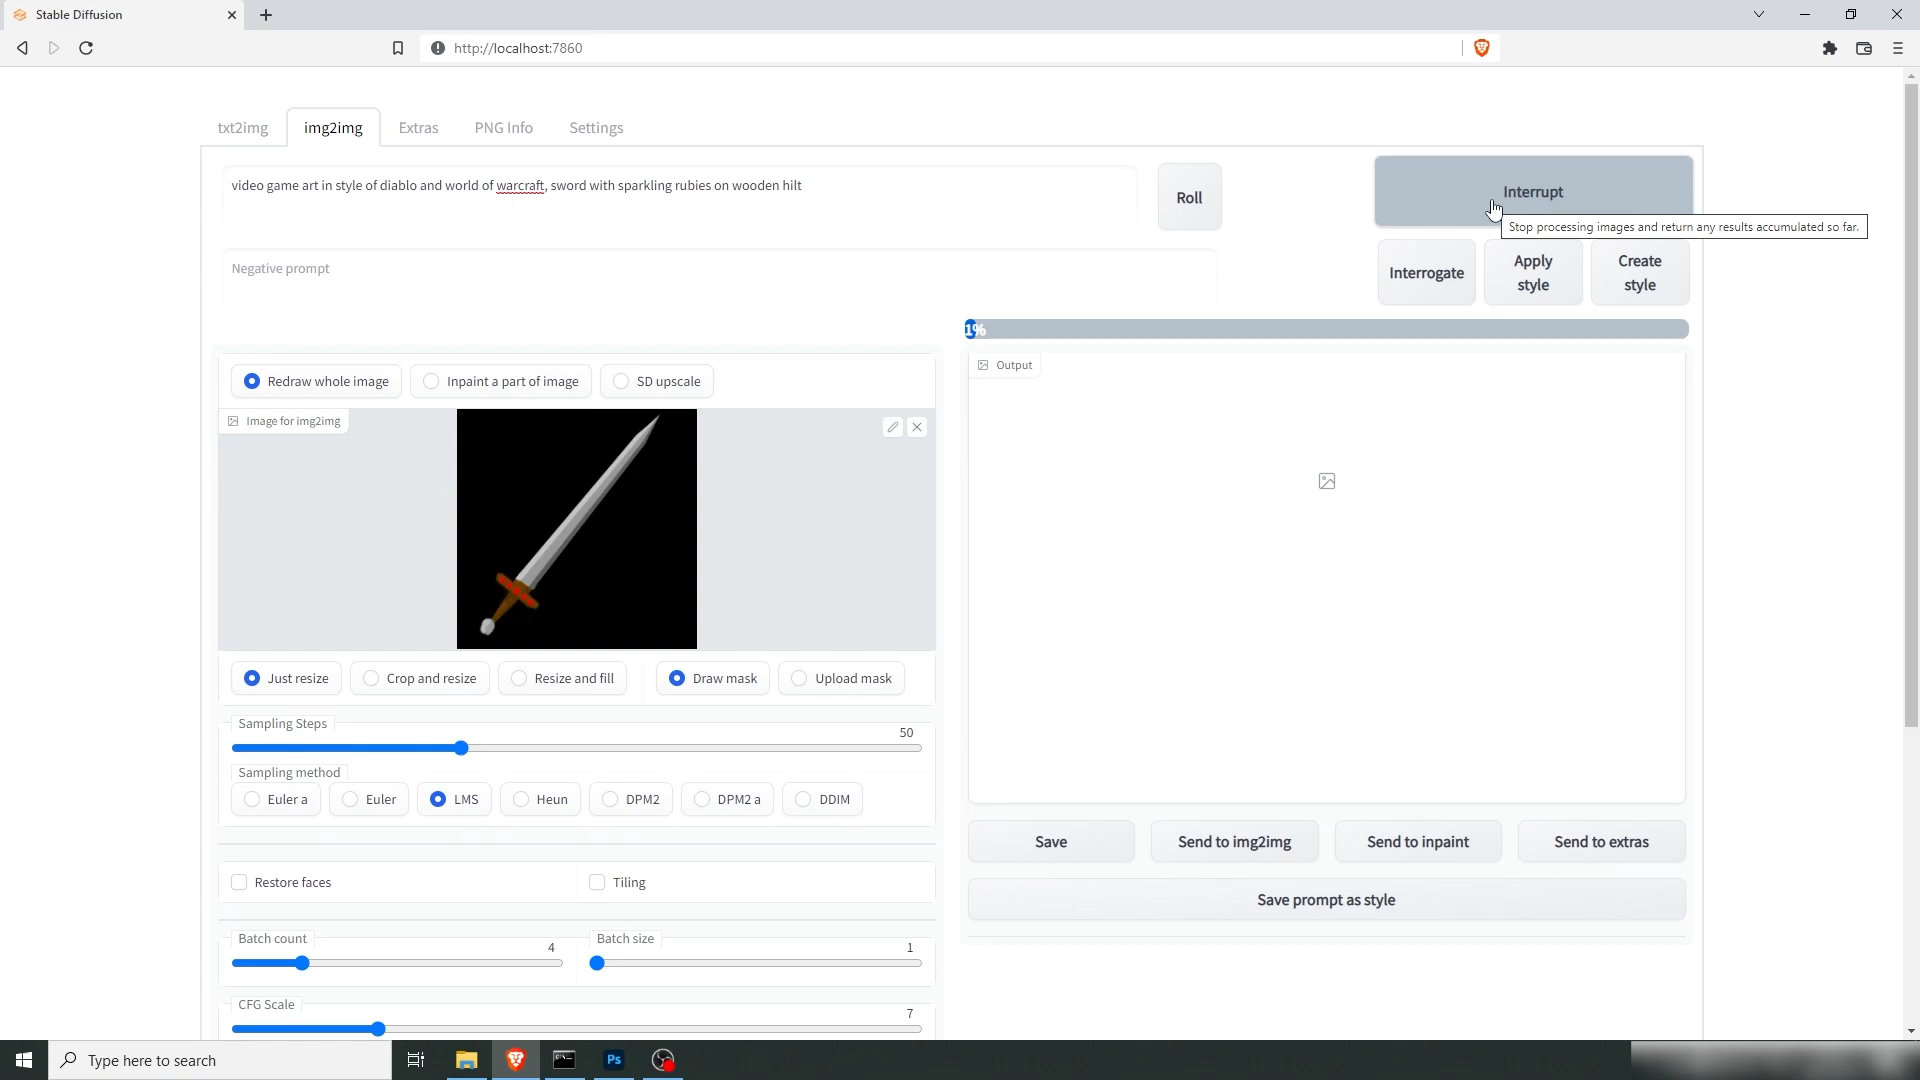 Stable Diffusion
http://localhost:7860
txt2img
img2img
Extras
PNG Info
Settings
video game art in style of diablo and world of warcraft, sword with sparkling rubies on wooden hilt
Roll
Interrupt
Stop processing images and return any results accumulated so far.
Negative prompt
Interrogate
Apply
style
Create
style
1%
Redraw whole image
Inpaint a part of image
SD upscale
Image for img2img
Output
Just resize
Crop and resize
Resize and fill
Draw mask
Upload mask
Sampling Steps
50
Sampling method
Euler a
Euler
LMS
Heun
DPM2
DPM2 a
DDIM
Restore faces
Tiling
Batch count
4
Batch size
1
CFG Scale
7
Save
Send to img2img
Send to inpaint
Send to extras
Save prompt as style
Type here to search
Ps